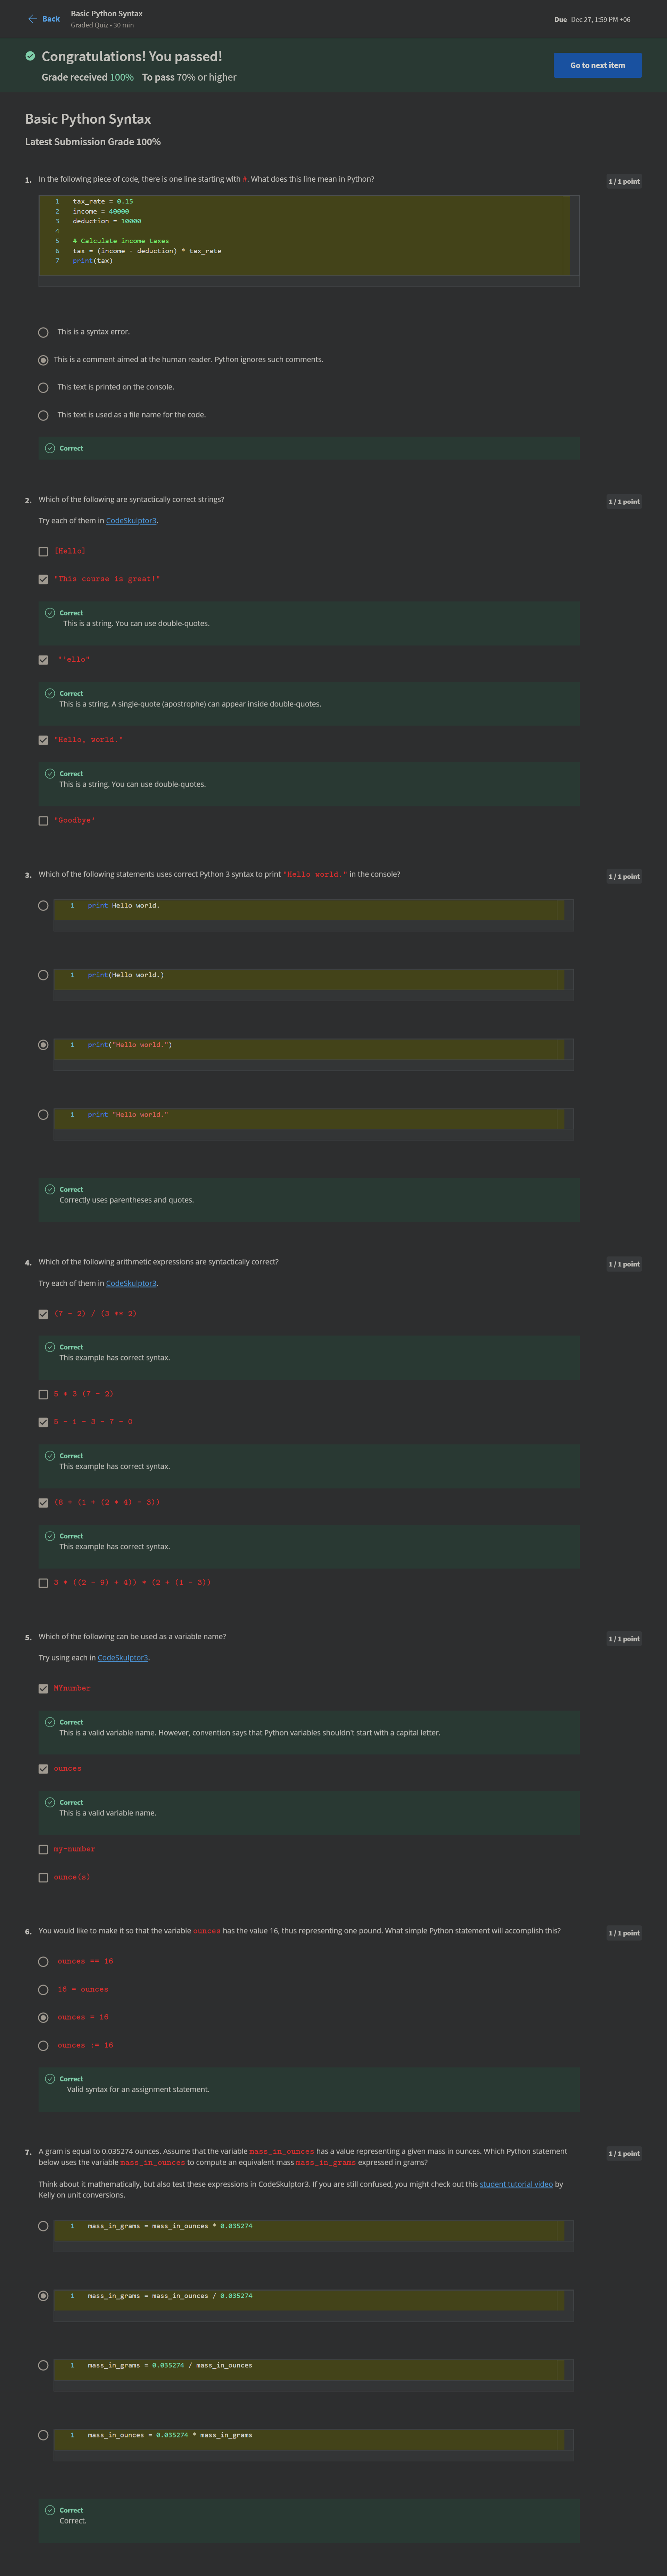 Back
Basic Python Syntax
Graded Quiz • 30 min
Due Dec 27, 1:59 PM +06
Congratulations! You passed!
Grade received 100% To pass 70% or higher
Go to next item
Basic Python Syntax
Latest Submission Grade 100%
1. In the following piece of code, there is one line starting with #. What does this line mean in Python?
1 / 1 point
1 tax_rate = 0.15
2 income = 40000
3 deduction = 10000
4
5 # Calculate income taxes
6 tax = (income - deduction) * tax_rate
7 print(tax)
This is a syntax error.
This is a comment aimed at the human reader. Python ignores such comments.
This text is printed on the console.
This text is used as a file name for the code.
Correct
2. Which of the following are syntactically correct strings?
1 / 1 point
Try each of them in CodeSkulptor3.
[Hello]
"This course is great!"
Correct
This is a string. You can use double-quotes.
"'ello"
Correct
This is a string. A single-quote (apostrophe) can appear inside double-quotes.
"Hello, world."
Correct
This is a string. You can use double-quotes.
"Goodbye'
3. Which of the following statements uses correct Python 3 syntax to print "Hello world." in the console?
1 / 1 point
1 print Hello world.
1 print(Hello world.)
1 print("Hello world.")
1 print "Hello world."
Correct
Correctly uses parentheses and quotes.
4. Which of the following arithmetic expressions are syntactically correct?
1 / 1 point
Try each of them in CodeSkulptor3.
(7 - 2) / (3 ** 2)
Correct
This example has correct syntax.
5 * 3 (7 - 2)
5 - 1 - 3 - 7 - 0
Correct
This example has correct syntax.
(8 + (1 + (2 * 4) - 3))
Correct
This example has correct syntax.
3 * ((2 - 9) + 4)) * (2 + (1 - 3))
5. Which of the following can be used as a variable name?
1 / 1 point
Try using each in CodeSkulptor3.
MYnumber
Correct
This is a valid variable name. However, convention says that Python variables shouldn't start with a capital letter.
ounces
Correct
This is a valid variable name.
my-number
ounce(s)
6. You would like to make it so that the variable ounces has the value 16, thus representing one pound. What simple Python statement will accomplish this?
1 / 1 point
ounces == 16
16 = ounces
ounces = 16
ounces := 16
Correct
Valid syntax for an assignment statement.
7. A gram is equal to 0.035274 ounces. Assume that the variable mass_in_ounces has a value representing a given mass in ounces. Which Python statement
1 / 1 point
below uses the variable mass_in_ounces to compute an equivalent mass mass_in_grams expressed in grams?
Think about it mathematically, but also test these expressions in CodeSkulptor3. If you are still confused, you might check out this student tutorial video by
Kelly on unit conversions.
1 mass_in_grams = mass_in_ounces * 0.035274
1 mass_in_grams = mass_in_ounces / 0.035274
1 mass_in_grams = 0.035274 / mass_in_ounces
1 mass_in_ounces = 0.035274 * mass_in_grams
Correct
Correct.